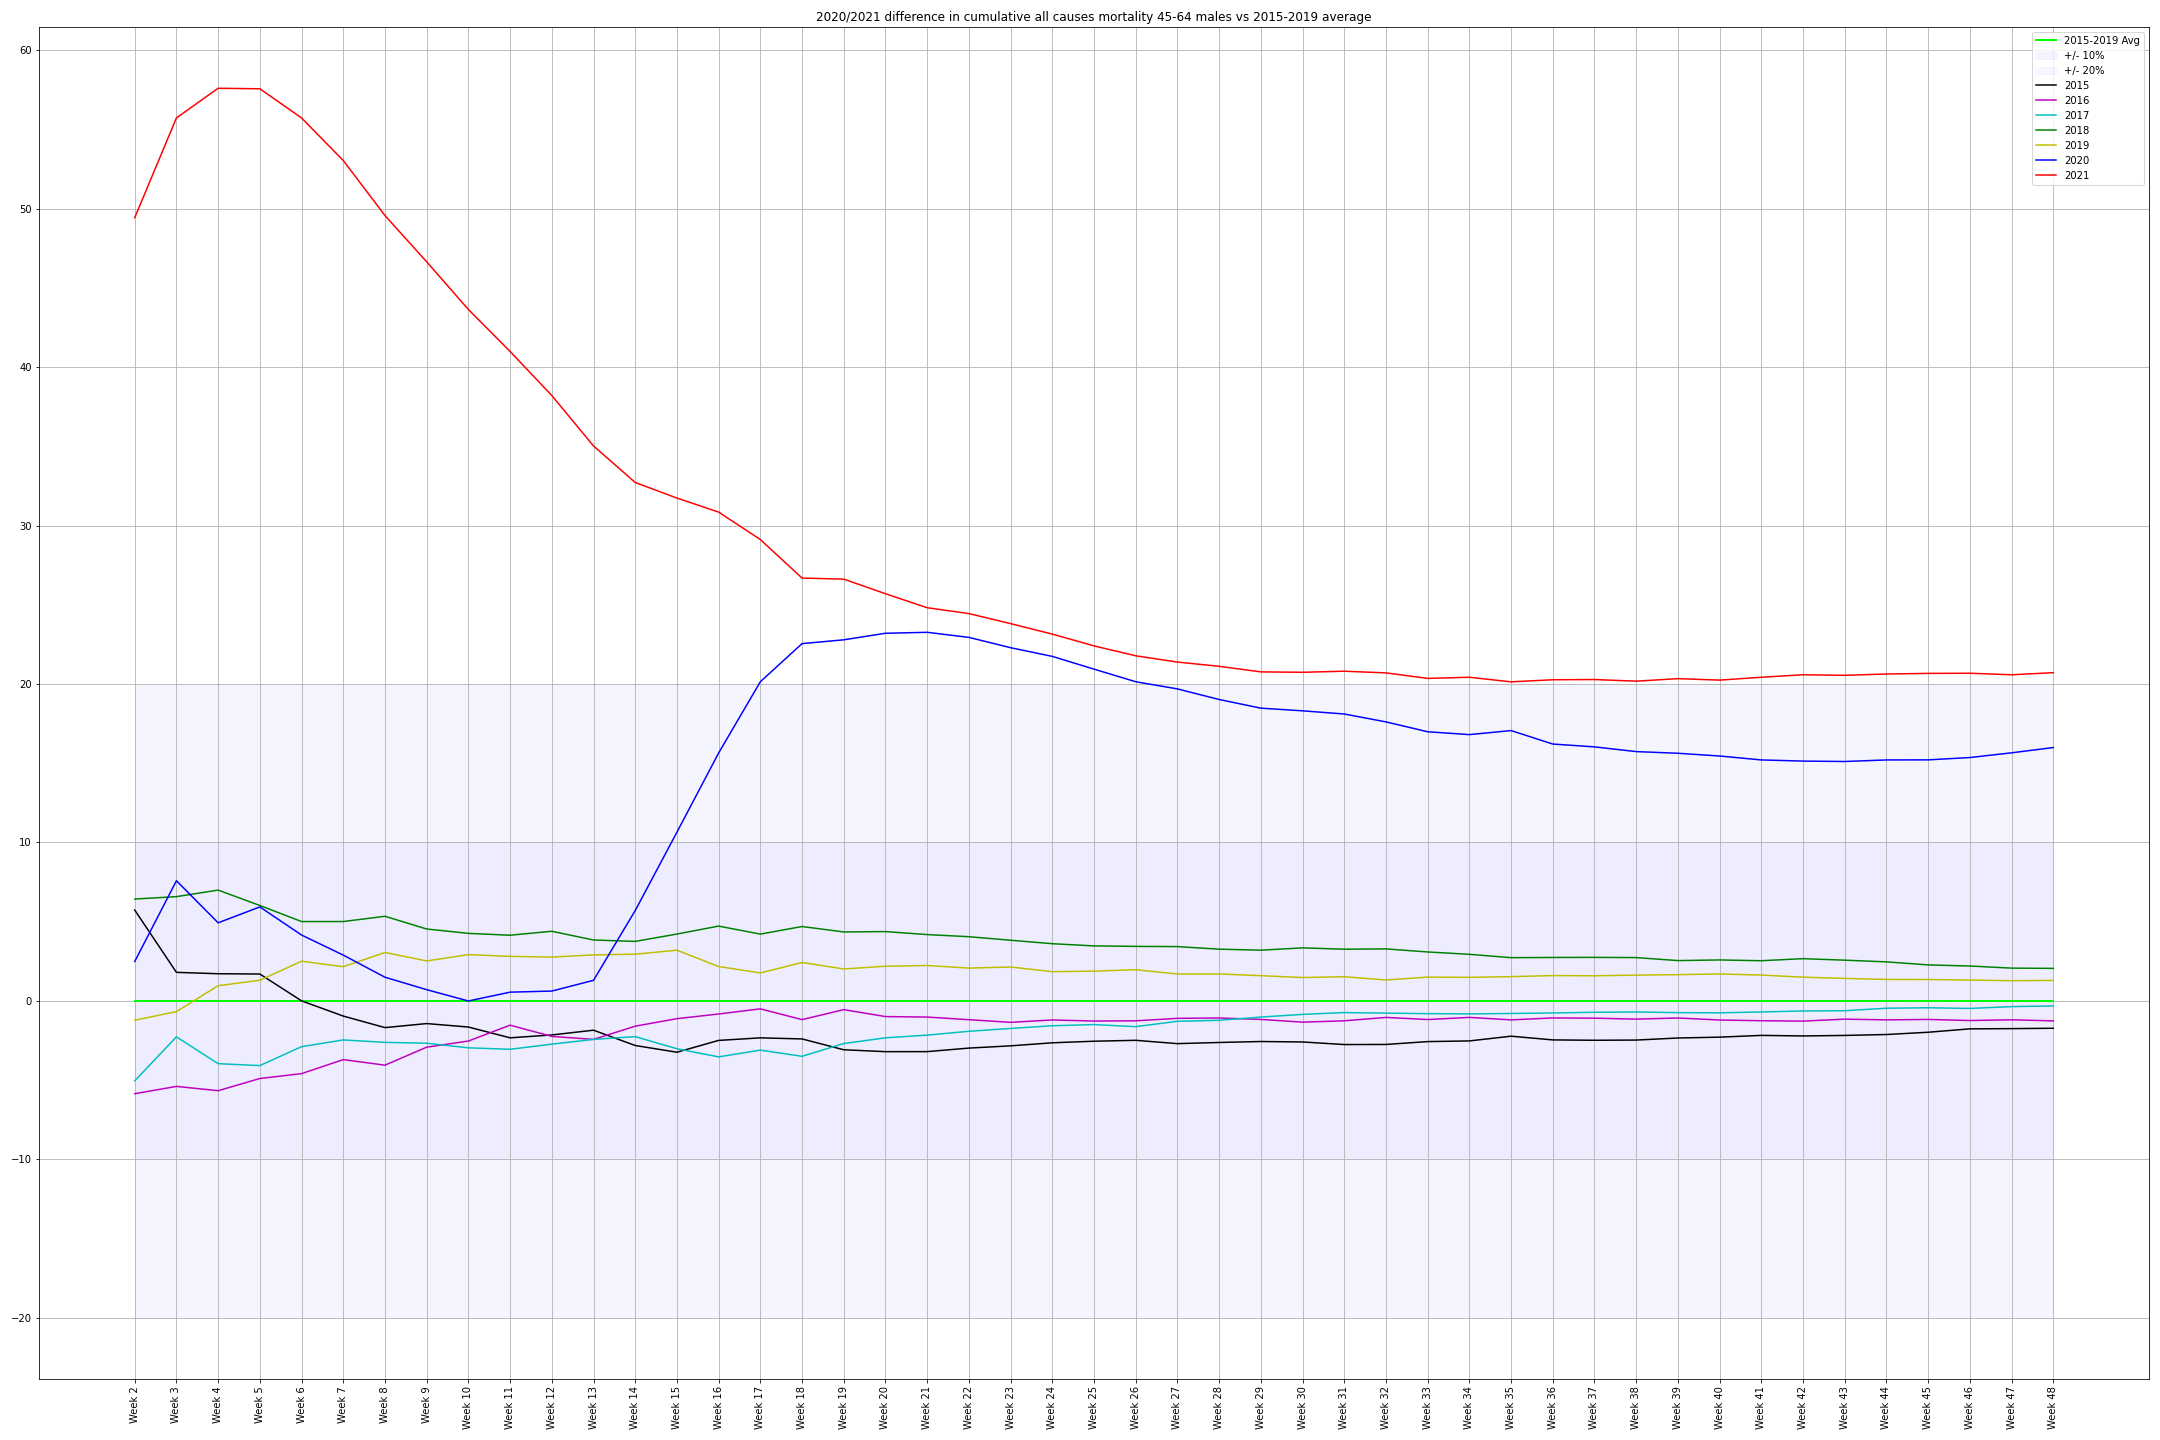 2020/2021 difference in cumulative all causes mortality 45-64 males vs 2015-2019 average
60
50
40
30
20
10
0
−10
−20
2015-2019 Avg
+/- 10%
+/- 20%
2015
2016
2017
2018
2019
2020
2021
Week 2
Week 3
Week 4
Week 5
Week 6
Week 7
Week 8
Week 9
Week 10
Week 11
Week 12
Week 13
Week 14
Week 15
Week 16
Week 17
Week 18
Week 19
Week 20
Week 21
Week 22
Week 23
Week 24
Week 25
Week 26
Week 27
Week 28
Week 29
Week 30
Week 31
Week 32
Week 33
Week 34
Week 35
Week 36
Week 37
Week 38
Week 39
Week 40
Week 41
Week 42
Week 43
Week 44
Week 45
Week 46
Week 47
Week 48